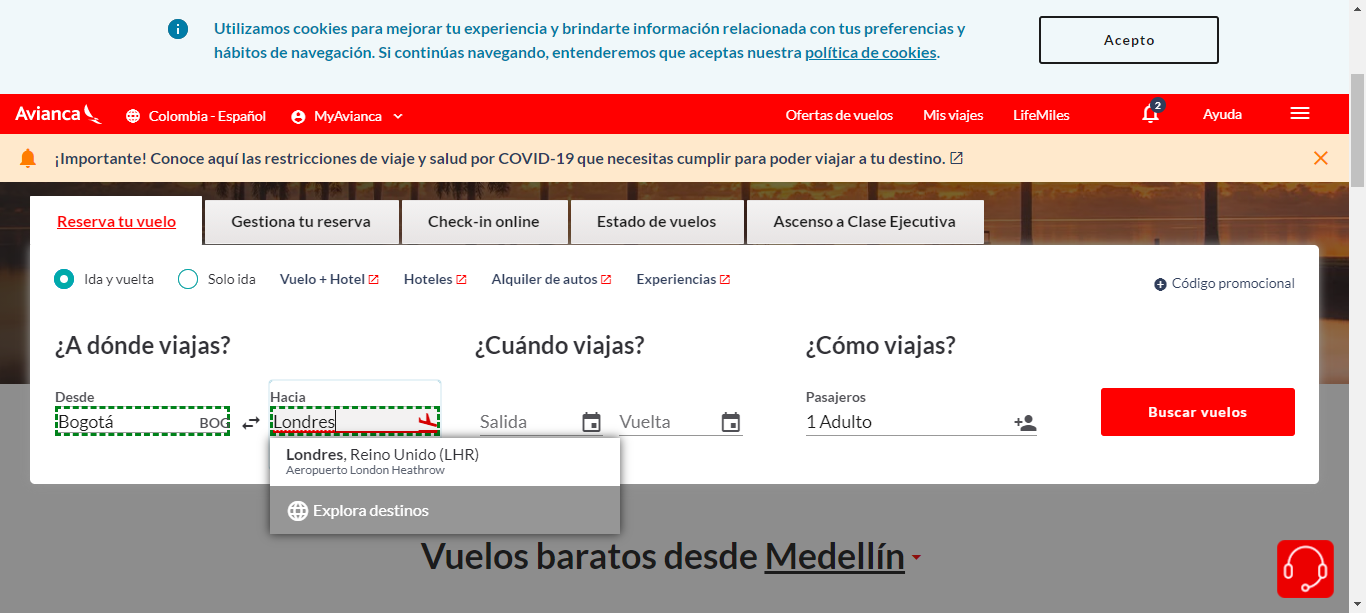 Utilizamos cookies para mejorar tu experiencia y brindarte información relacionada con tus preferencias y
hábitos de navegación. Si continúas navegando, entenderemos que aceptas nuestra política de cookies.
Acepto
Avianca
Colombia - Español
MyAvianca
Ofertas de vuelos
Mis viajes
LifeMiles
2
Ayuda
¡Importante! Conoce aquí las restricciones de viaje y salud por COVID-19 que necesitas cumplir para poder viajar a tu destino.
Reserva tu vuelo
Gestiona tu reserva
Check-in online
Estado de vuelos
Ascenso a Clase Ejecutiva
Ida y vuelta
Solo ida
Vuelo + Hotel
Hoteles
Alquiler de autos
Experiencias
Código promocional
¿A dónde viajas?
¿Cuándo viajas?
¿Cómo viajas?
Desde
Hacia
Pasajeros
Bogotá BOG
Londres
Salida
Vuelta
1 Adulto
Buscar vuelos
Londres, Reino Unido (LHR)
Aeropuerto London Heathrow
Explora destinos
Vuelos baratos desde Medellín